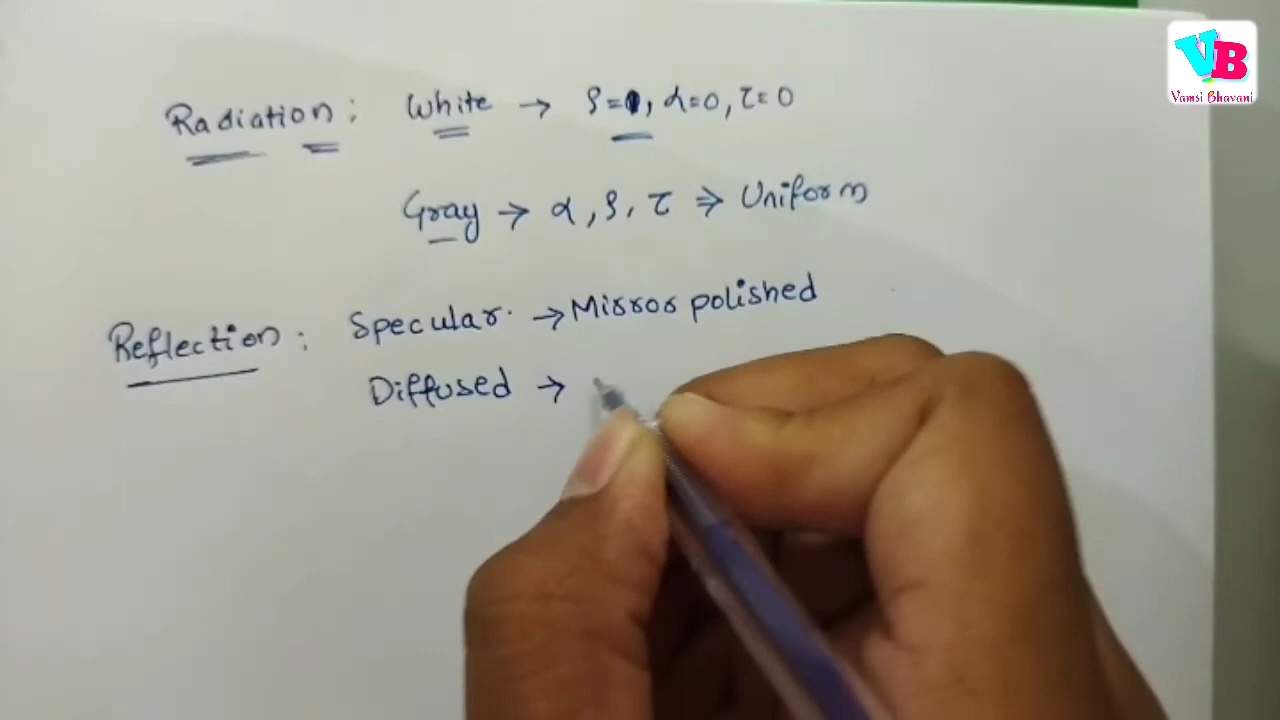 VB
Vamsi Bhavani
Radiation : White → ρ=1, α=0, τ=0
Gray → α, ρ, τ ⇒ Uniform
Reflection : Specular. → Mirror polished
Diffused →